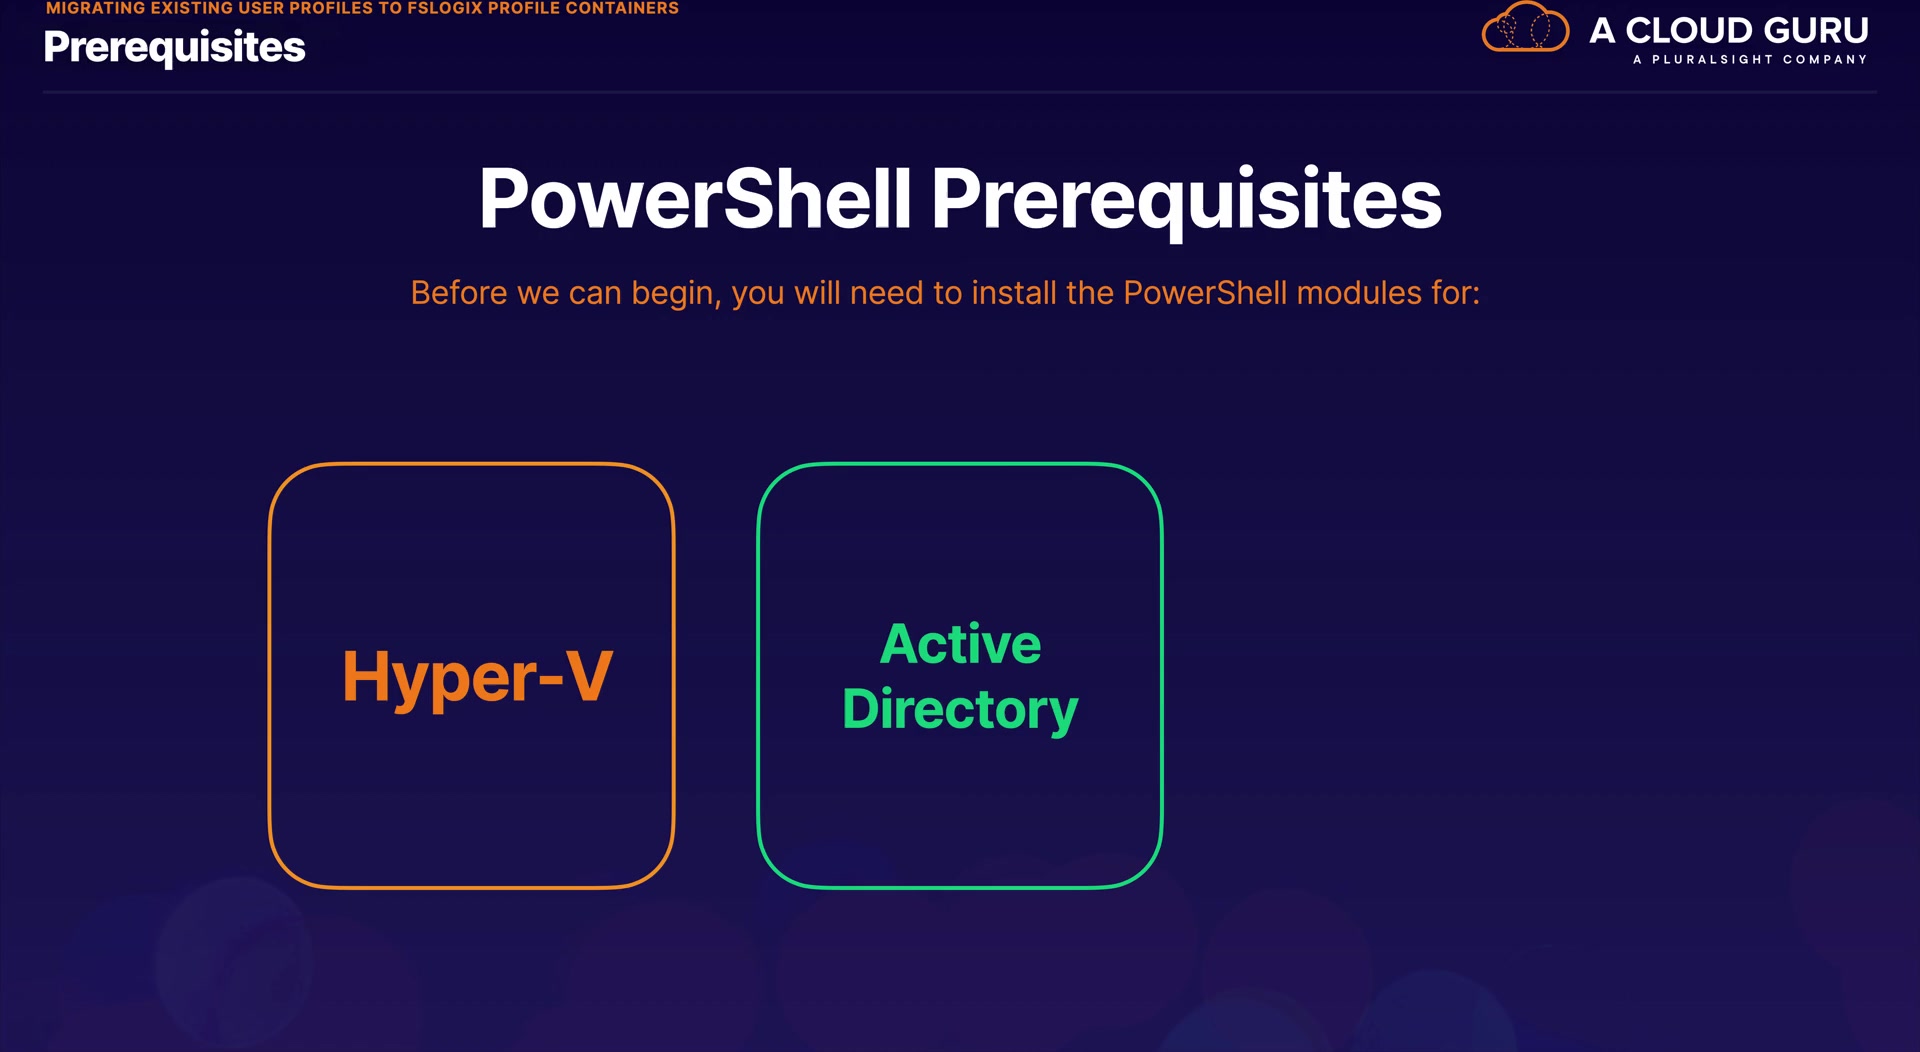 MIGRATING EXISTING USER PROFILES TO FSLOGIX PROFILE CONTAINERS
Prerequisites
A CLOUD GURU
A PLURALSIGHT COMPANY
PowerShell Prerequisites
Before we can begin, you will need to install the PowerShell modules for:
Hyper-V
Active
Directory